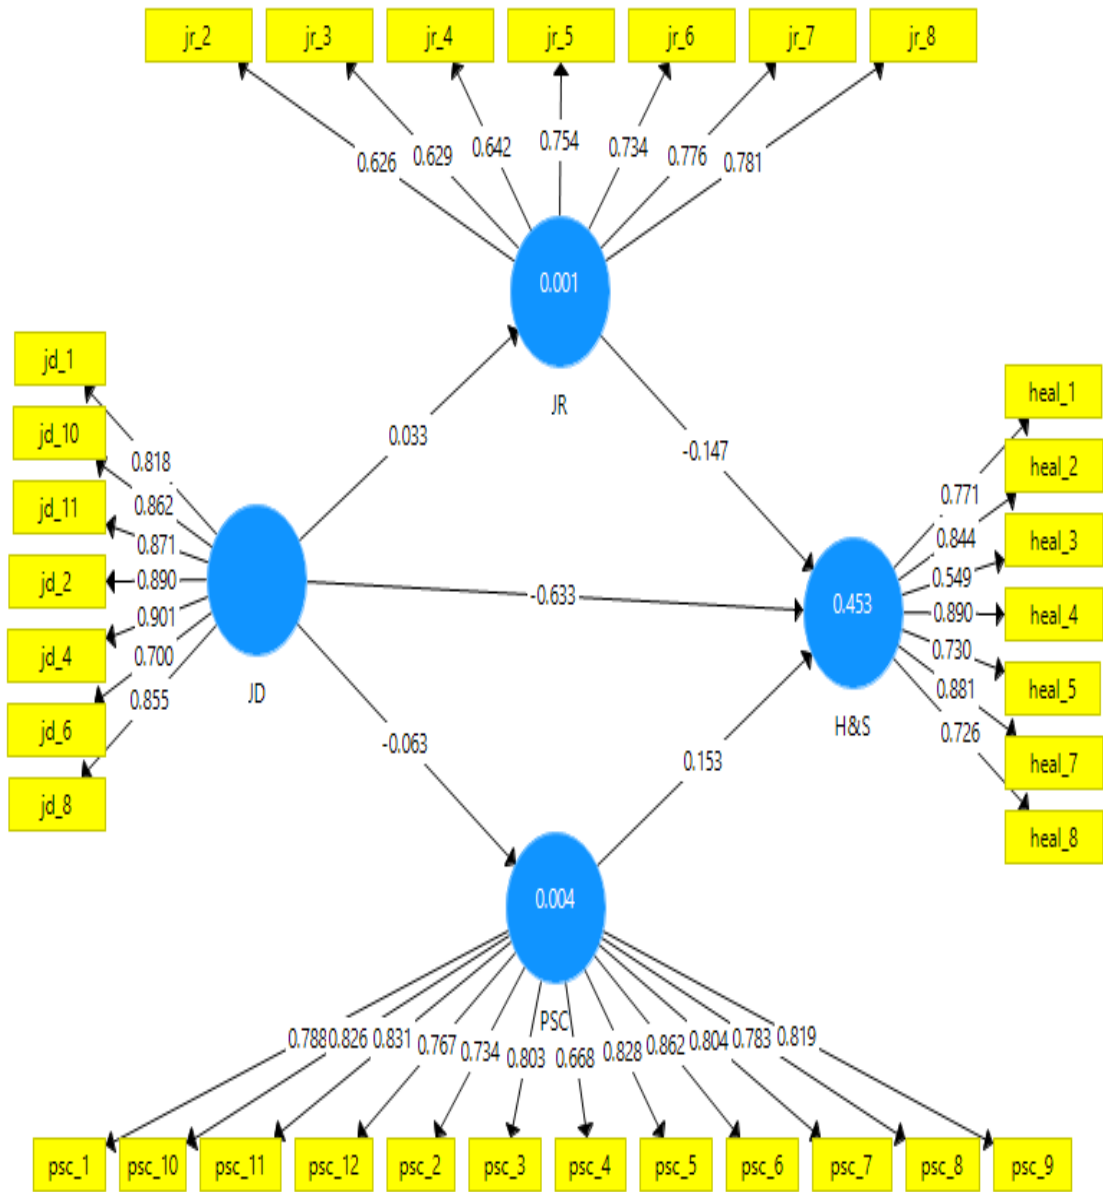 jr_2 jr_3 jr_4 jr_5 jr_6 jr_7 jr_8
0.626 0.629 0.642 0.754 0.734 0.776 0.781
0.001
JR
jd_1
jd_10
jd_11
jd_2
jd_4
jd_6
jd_8
0.818
0.862
0.871
0.890
0.901
0.700
0.855
JD
0.033
-0.147
-0.633
-0.063
0.153
0.453
H&S
0.771
0.844
0.549
0.890
0.730
0.881
0.726
heal_1
heal_2
heal_3
heal_4
heal_5
heal_7
heal_8
0.004
PSC
0.788 0.826 0.831 0.767 0.734 0.803 0.668 0.828 0.862 0.804 0.783 0.819
psc_1 psc_10 psc_11 psc_12 psc_2 psc_3 psc_4 psc_5 psc_6 psc_7 psc_8 psc_9